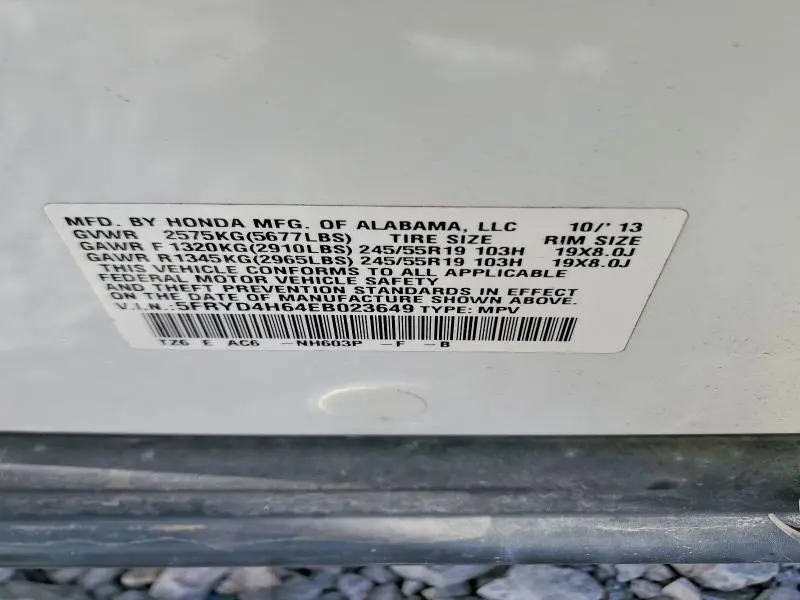 MFD. BY HONDA MFG. OF ALABAMA, LLC 10/'13
GVWR 2575KG(5677LBS) TIRE SIZE RIM SIZE
GAWR F 1320KG(2910LBS) 245/55R19 103H 19X8.0J
GAWR R1345KG(2965LBS) 245/55R19 103H 19X8.0J
THIS VEHICLE CONFORMS TO ALL APPLICABLE
FEDERAL MOTOR VEHICLE SAFETY
AND THEFT PREVENTION STANDARDS IN EFFECT
ON THE DATE OF MANUFACTURE SHOWN ABOVE.
V.I.N.:5FRYD4H64EB023649 TYPE: MPV
TZ6 E AC6 -NH603P -F -B